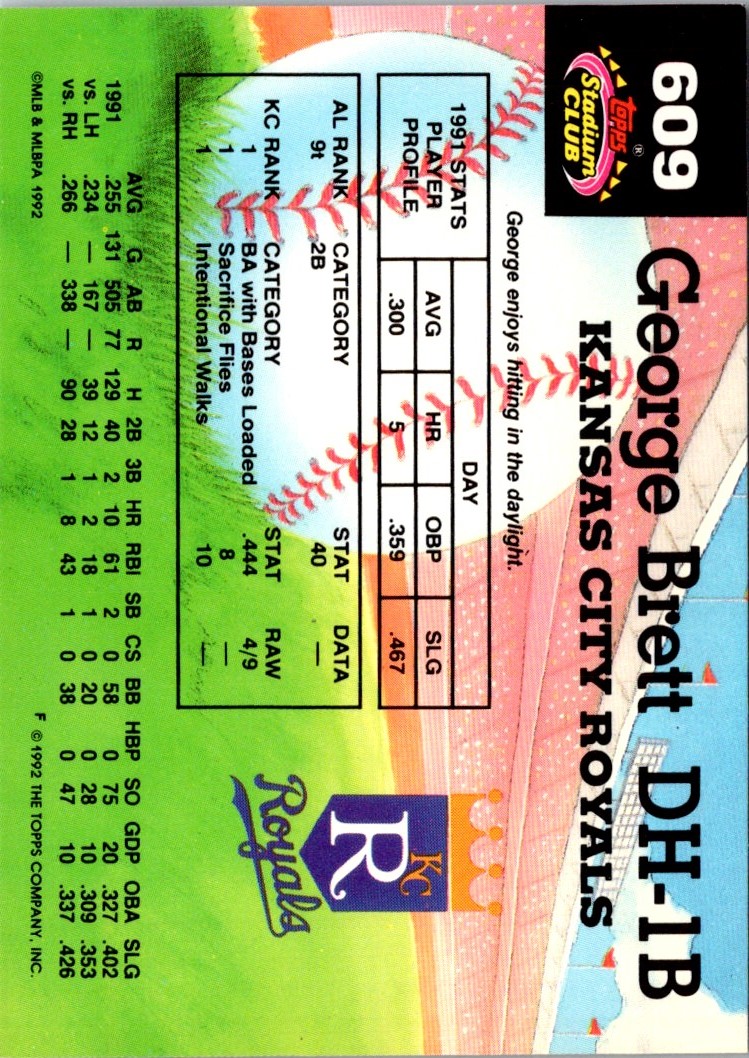 609
George Brett DH-1B
KANSAS CITY ROYALS
TOPPS®
Stadium
CLUB
George enjoys hitting in the daylight.
1991 STATS
PLAYER
PROFILE
DAY
AVG HR OBP SLG
.300 5 .359 .467
AL RANK CATEGORY STAT DATA
9t 2B 40 —
KC RANK CATEGORY STAT RAW
1 BA with Bases Loaded .444 4/9
1 Sacrifice Flies 8 —
1 Intentional Walks 10 —
KC
R
Royals
AVG G AB R H 2B 3B HR RBI SB CS BB HBP SO GDP OBA SLG
1991 .255 131 505 77 129 40 2 10 61 2 0 58 0 75 20 .327 .402
vs. LH .234 — 167 — 39 12 1 2 18 1 0 20 0 28 10 .309 .353
vs. RH .266 — 338 — 90 28 1 8 43 1 0 38 0 47 10 .337 .426
©MLB & MLBPA 1992 F ©1992 THE TOPPS COMPANY, INC.